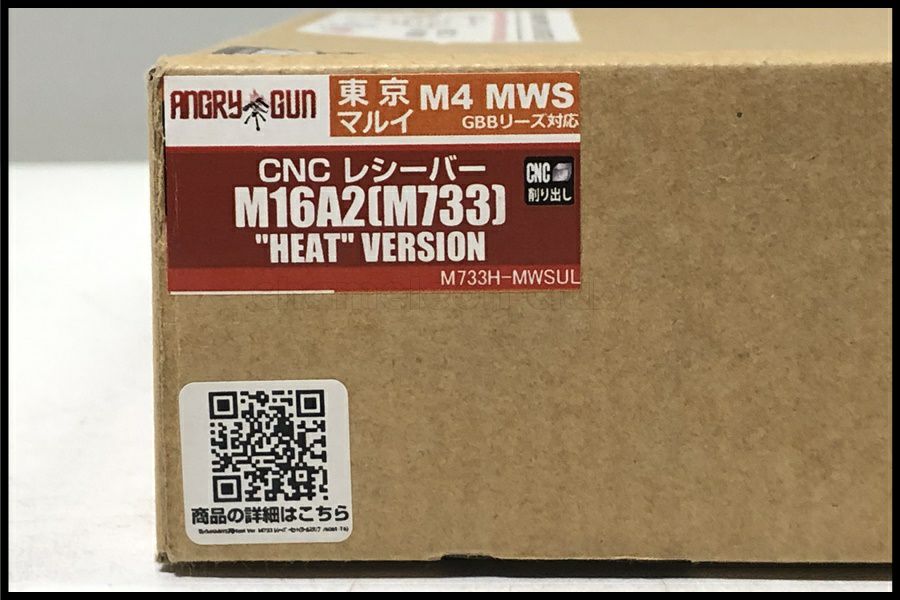 ANGRY GUN
東京
マルイ
M4 MWS
GBBリーズ対応
CNC レシーバー
M16A2(M733)
"HEAT" VERSION
CNC
削り出し
M733H-MWSUL
商品の詳細はこちら